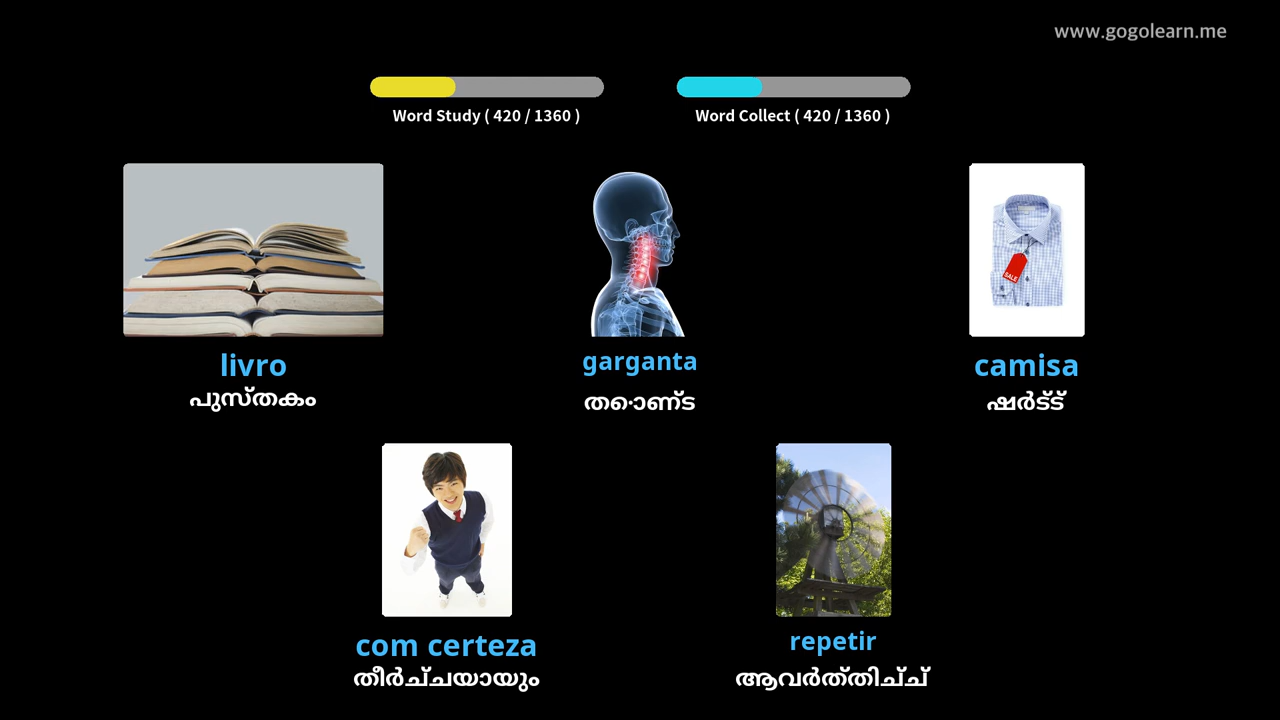 www.gogolearn.me
Word Study ( 420 / 1360 )
Word Collect ( 420 / 1360 )
SALE
livro
garganta
camisa
പുസ്തകം
തൊണ്ട
ഷർട്ട്
com certeza
repetir
തീർച്ചയായും
ആവർത്തിച്ച്